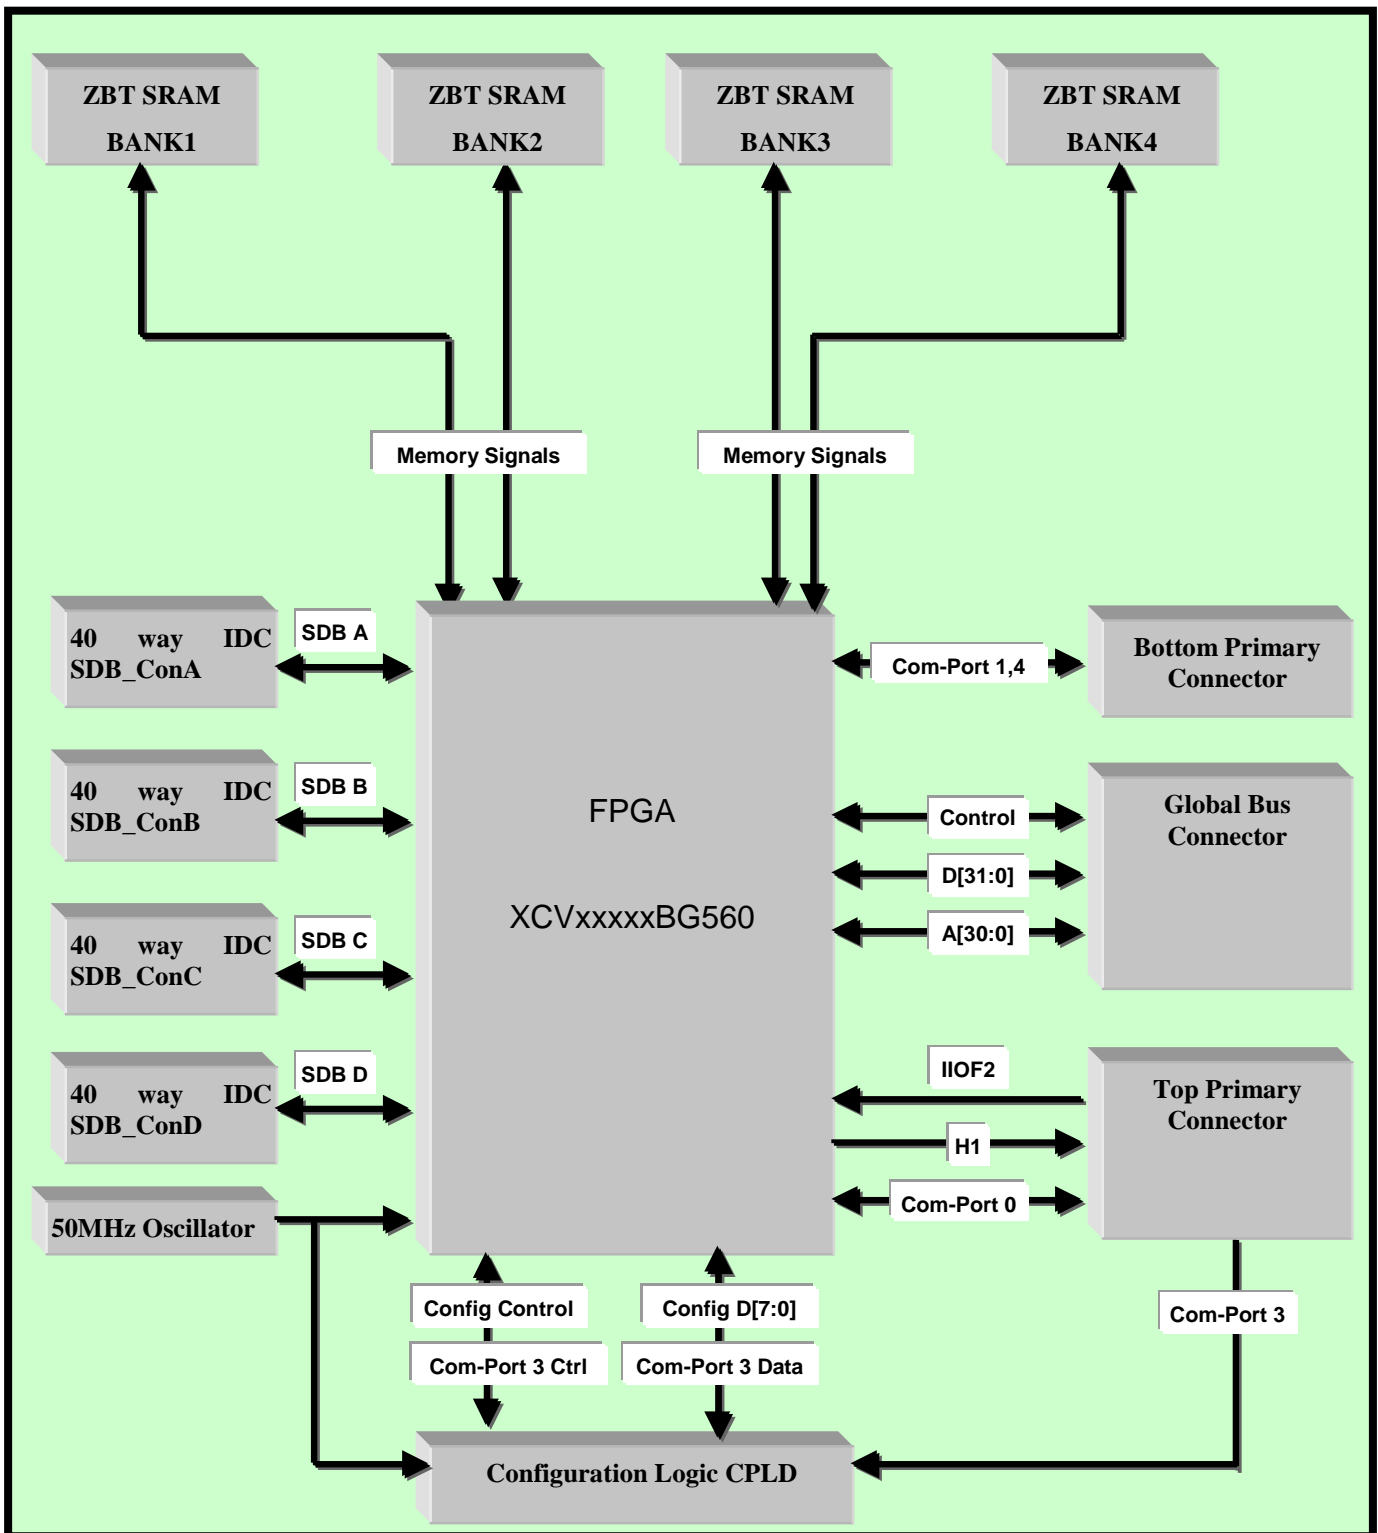 ZBT SRAM
BANK1
ZBT SRAM
BANK2
ZBT SRAM
BANK3
ZBT SRAM
BANK4
Memory Signals
Memory Signals
40 way IDC
SDB_ConA
SDB A
40 way IDC
SDB_ConB
SDB B
40 way IDC
SDB_ConC
SDB C
40 way IDC
SDB_ConD
SDB D
50MHz Oscillator
FPGA
XCVxxxxxBG560
Com-Port 1,4
Bottom Primary
Connector
Control
D[31:0]
A[30:0]
Global Bus
Connector
IIOF2
H1
Com-Port 0
Top Primary
Connector
Config Control
Config D[7:0]
Com-Port 3
Com-Port 3 Ctrl
Com-Port 3 Data
Configuration Logic CPLD